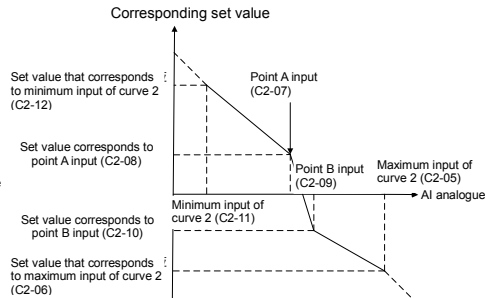 Corresponding set value
Set value that corresponds
to minimum input of curve 2
(C2-12)
Point A input
(C2-07)
Set value corresponds to
point A input (C2-08)
Point B input
(C2-09)
Maximum input of
curve 2 (C2-05)
AI analogue
Minimum input of
curve 2 (C2-11)
Set value corresponds to
point B input (C2-10)
Set value that corresponds
to maximum input of curve 2
(C2-06)